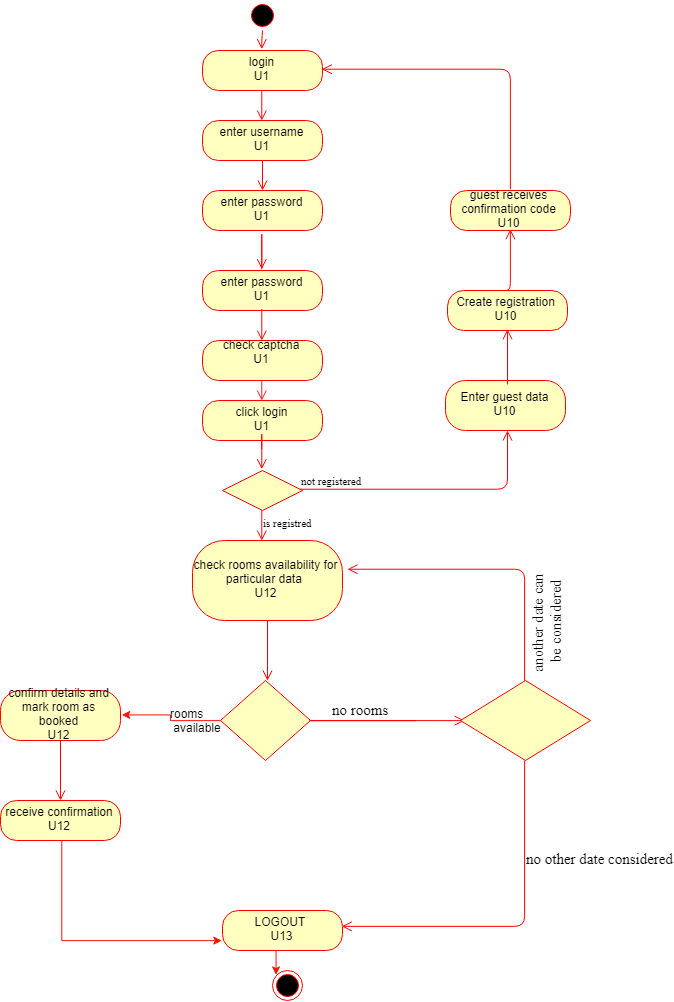 login
U1
enter username
U1
enter password
U1
enter password
U1
check captcha
U1
click login
U1
guest receives
confirmation code
U10
Create registration
U10
Enter guest data
U10
not registered
is registred
check rooms availability for
particular data
U12
another date can
be considered
confirm details and
mark room as
booked
U12
rooms
available
no rooms
receive confirmation
U12
no other date considered
LOGOUT
U13